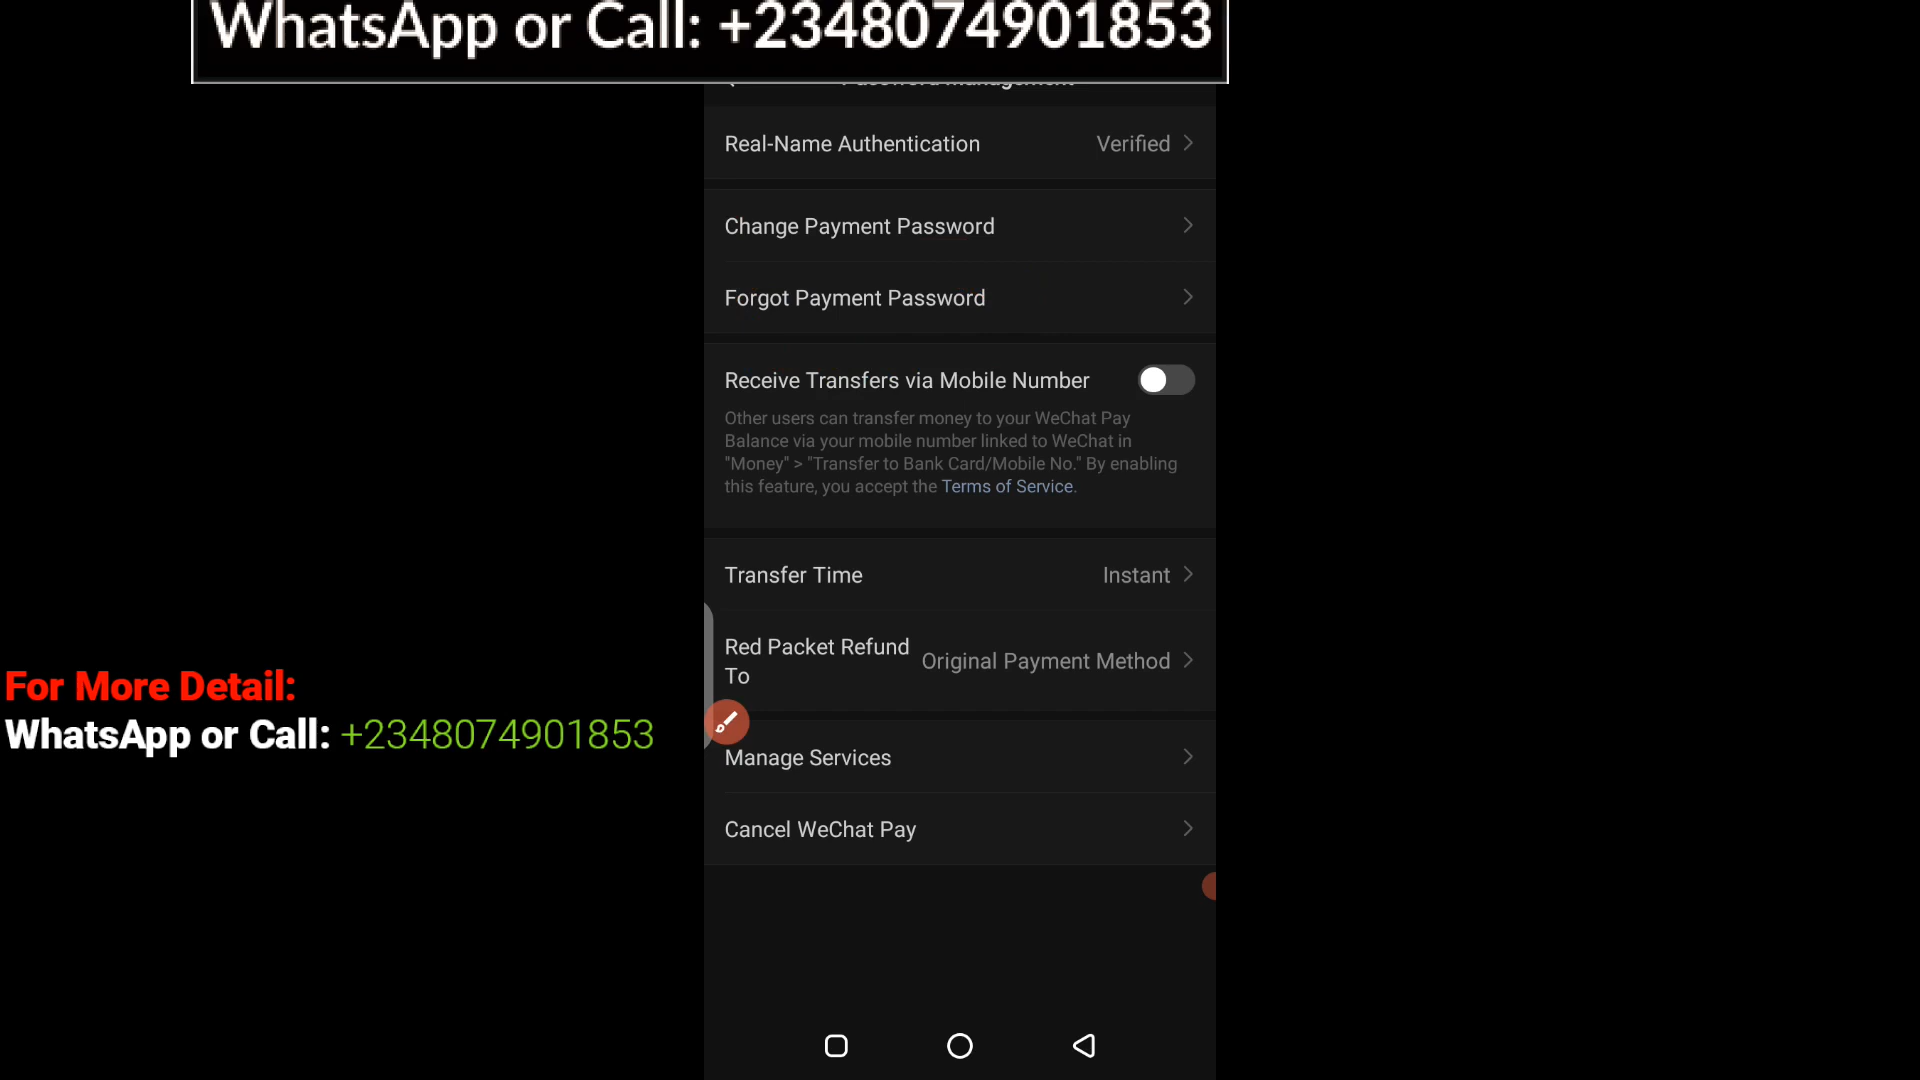 WhatsApp or Call: +2348074901853
Real-Name Authentication Verified
Change Payment Password
Forgot Payment Password
Receive Transfers via Mobile Number
Other users can transfer money to your WeChat Pay
Balance via your mobile number linked to WeChat in
"Money" > "Transfer to Bank Card/Mobile No." By enabling
this feature, you accept the Terms of Service.
Transfer Time Instant
Red Packet Refund
To
Original Payment Method
Manage Services
Cancel WeChat Pay
For More Detail:
WhatsApp or Call: +2348074901853